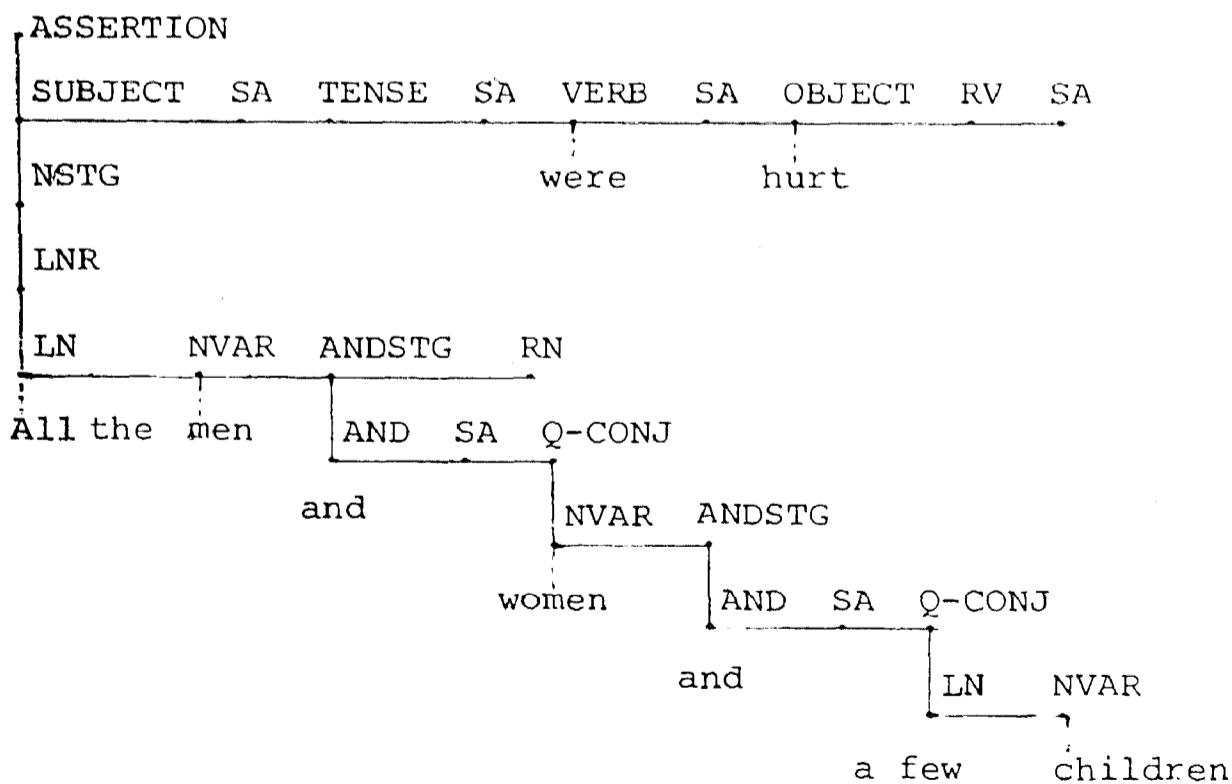 ASSERTION
SUBJECT SA TENSE SA VERB SA OBJECT RV SA
NSTG were hurt
LNR
LN NVAR ANDSTG RN
All the men AND SA Q-CONJ
and NVAR ANDSTG
women AND SA Q-CONJ
and LN NVAR
a few children